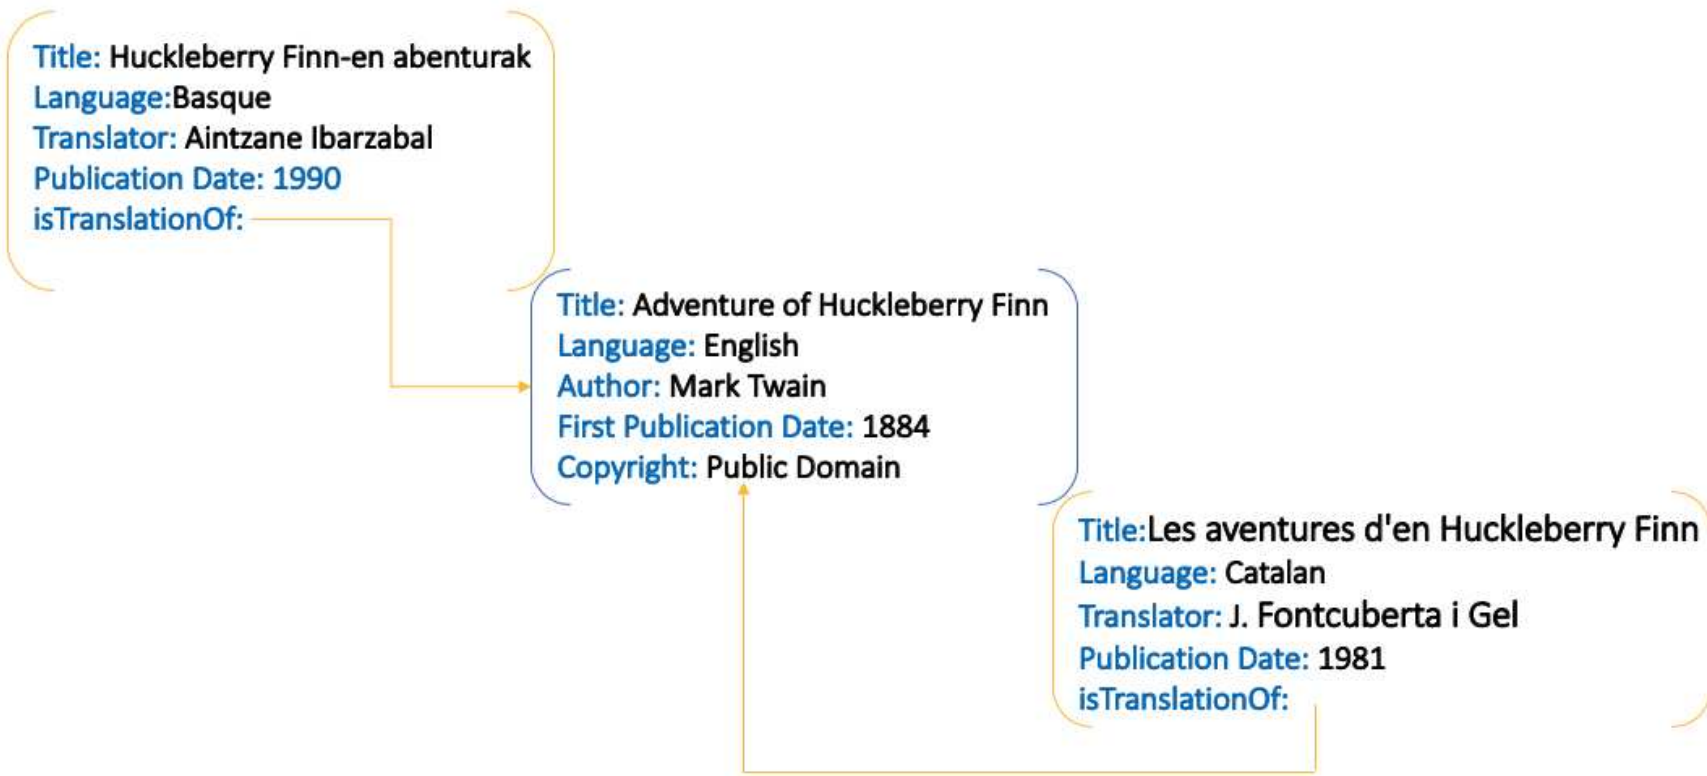 Title: Huckleberry Finn-en abenturak
Language:Basque
Translator: Aintzane Ibarzabal
Publication Date: 1990
isTranslationOf:
Title: Adventure of Huckleberry Finn
Language: English
Author: Mark Twain
First Publication Date: 1884
Copyright: Public Domain
Title:Les aventures d'en Huckleberry Finn
Language: Catalan
Translator: J. Fontcuberta i Gel
Publication Date: 1981
isTranslationOf: